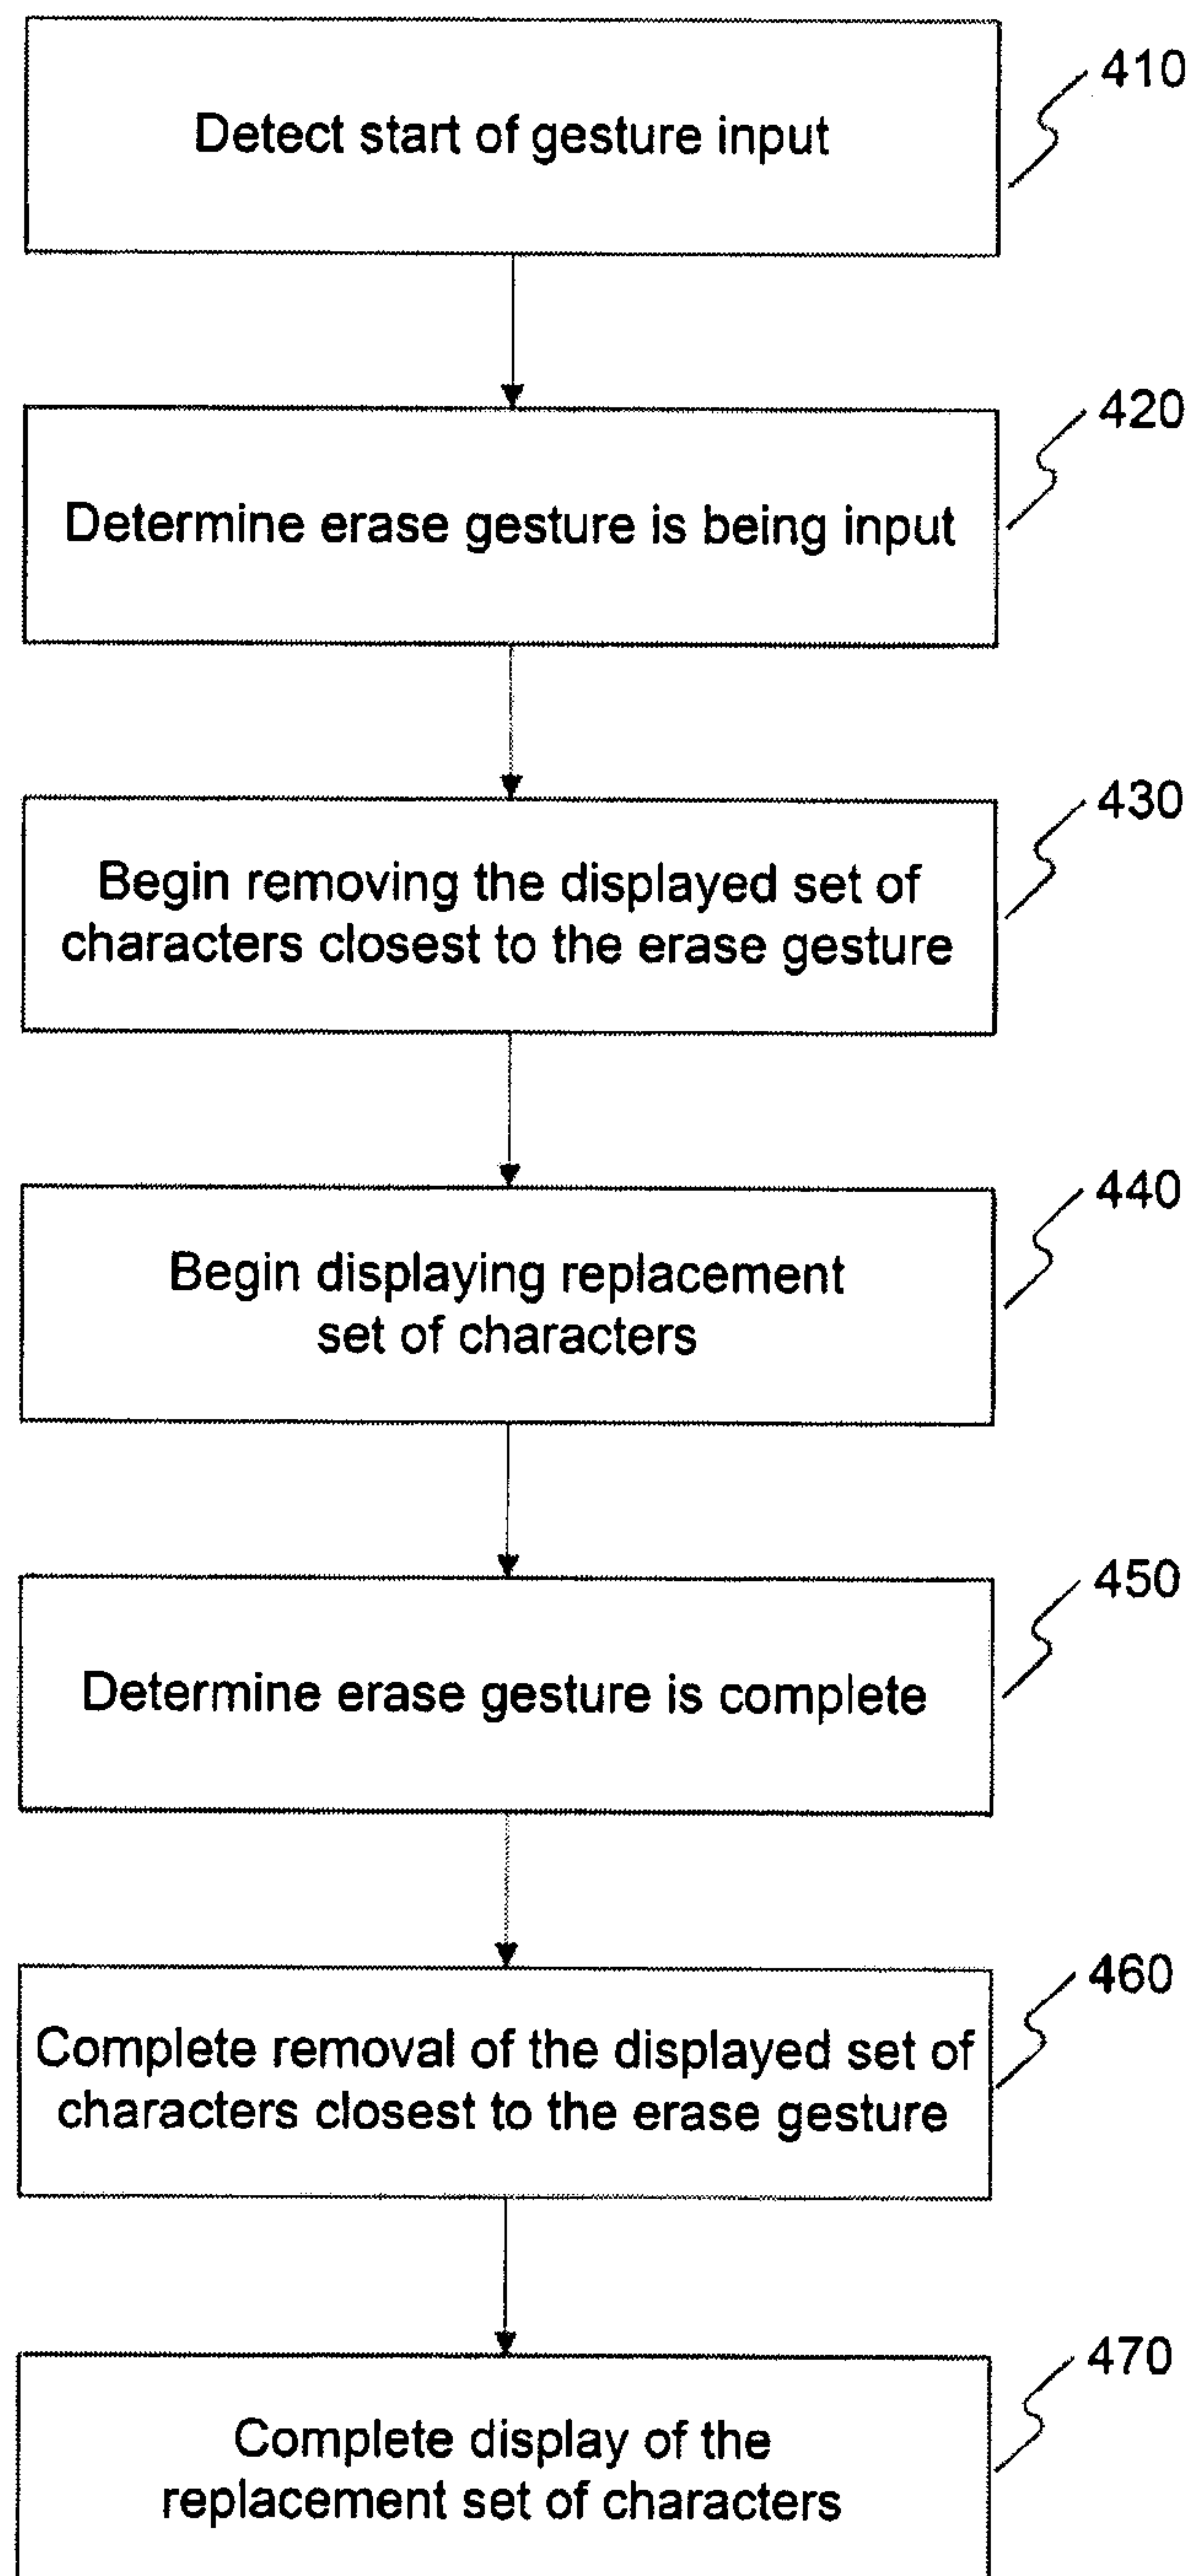 410
Detect start of gesture input
420
Determine erase gesture is being input
430
Begin removing the displayed set of
characters closest to the erase gesture
440
Begin displaying replacement
set of characters
450
Determine erase gesture is complete
460
Complete removal of the displayed set of
characters closest to the erase gesture
470
Complete display of the
replacement set of characters